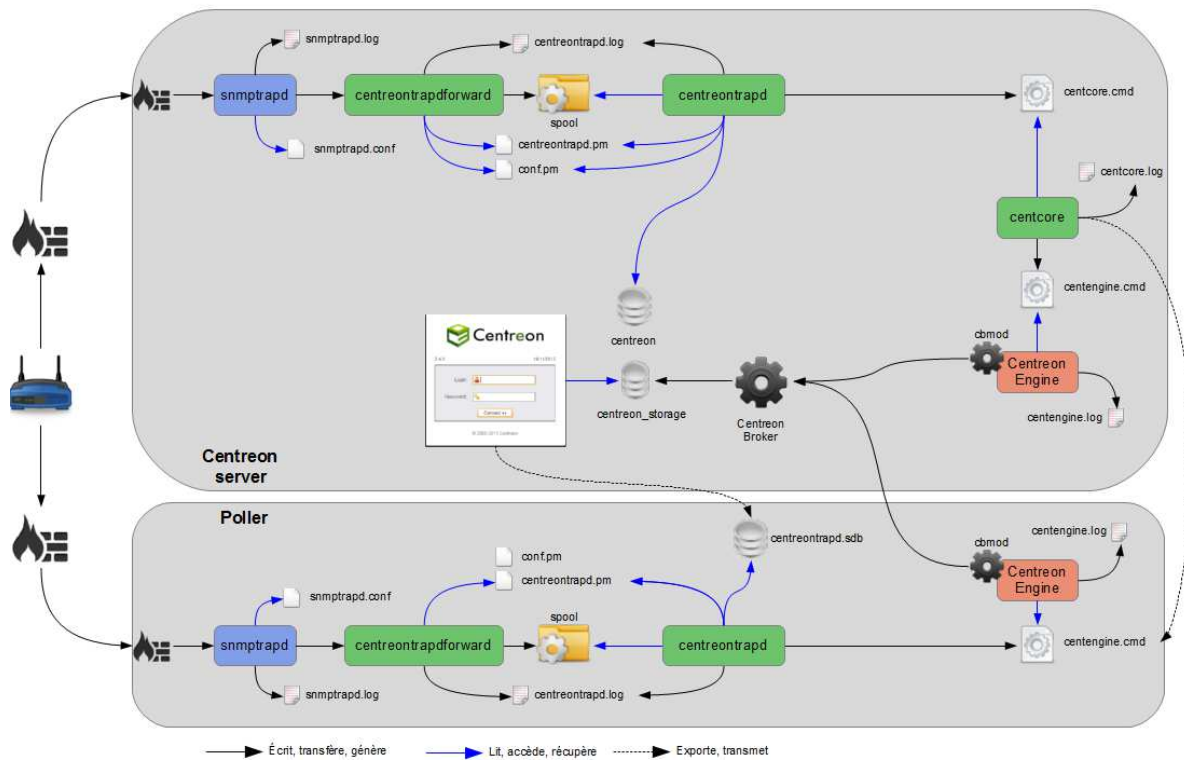 snmptrapd.log
centreontrapd.log
snmptrapd
centreontrapdforward
spool
centreontrapd
centcore.cmd
snmptrapd.conf
centreontrapd.pm
conf.pm
centcore.log
centcore
centengine.cmd
centreon
Centreon
Login
Password
Connect >>
centreon_storage
Centreon
Broker
cbmod
Centreon
Engine
centengine.log
Centreon
server
Poller
conf.pm
centreontrapd.pm
centreontrapd.sdb
centengine.log
cbmod
Centreon
Engine
snmptrapd.conf
snmptrapd
centreontrapdforward
spool
centreontrapd
centengine.cmd
snmptrapd.log
centreontrapd.log
Écrit, transfère, génère
Lit, accède, récupère
Exporte, transmet